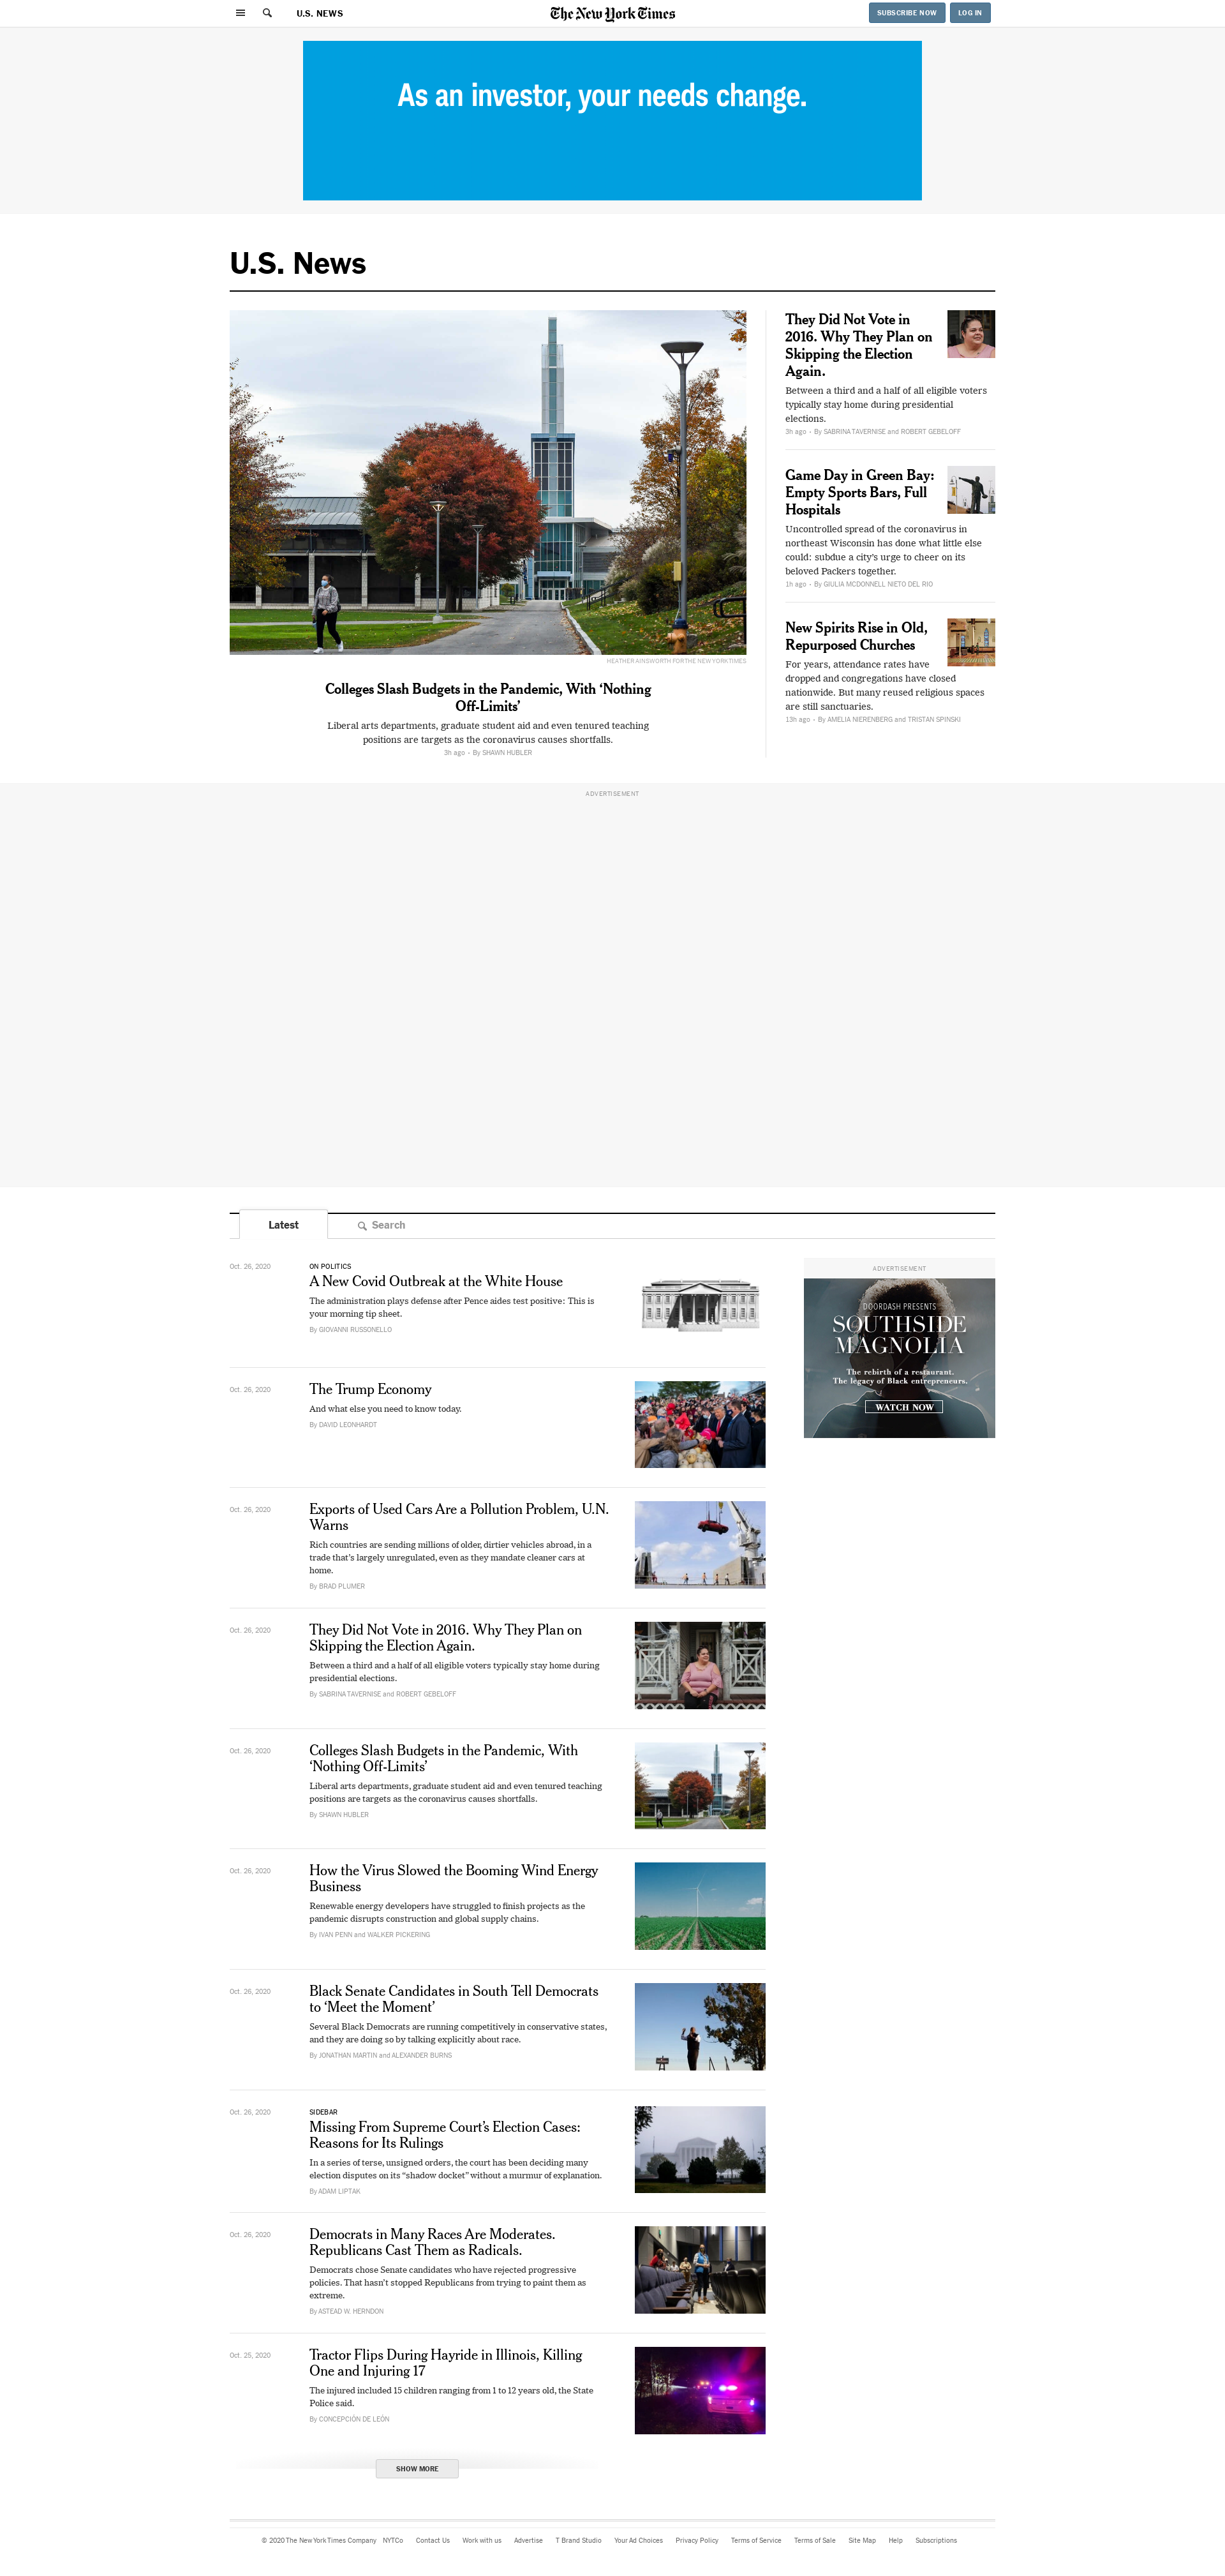 U.S. NEWS
The New York Times
SUBSCRIBE NOW
LOG IN
As an investor, your needs change.
U.S. News
HEATHER AINSWORTH FOR THE NEW YORK TIMES
Colleges Slash Budgets in the Pandemic, With ‘Nothing
Off-Limits’
Liberal arts departments, graduate student aid and even tenured teaching
positions are targets as the coronavirus causes shortfalls.
3h ago • By SHAWN HUBLER
They Did Not Vote in
2016. Why They Plan on
Skipping the Election
Again.
Between a third and a half of all eligible voters
typically stay home during presidential
elections.
3h ago • By SABRINA TAVERNISE and ROBERT GEBELOFF
Game Day in Green Bay:
Empty Sports Bars, Full
Hospitals
Uncontrolled spread of the coronavirus in
northeast Wisconsin has done what little else
could: subdue a city’s urge to cheer on its
beloved Packers together.
1h ago • By GIULIA MCDONNELL NIETO DEL RIO
New Spirits Rise in Old,
Repurposed Churches
For years, attendance rates have
dropped and congregations have closed
nationwide. But many reused religious spaces
are still sanctuaries.
13h ago • By AMELIA NIERENBERG and TRISTAN SPINSKI
ADVERTISEMENT
Latest
Search
Oct. 26, 2020
ON POLITICS
A New Covid Outbreak at the White House
The administration plays defense after Pence aides test positive: This is
your morning tip sheet.
By GIOVANNI RUSSONELLO
ADVERTISEMENT
DOORDASH PRESENTS
SOUTHSIDE
MAGNOLIA
The rebirth of a restaurant.
The legacy of Black entrepreneurs.
WATCH NOW
Oct. 26, 2020
The Trump Economy
And what else you need to know today.
By DAVID LEONHARDT
Oct. 26, 2020
Exports of Used Cars Are a Pollution Problem, U.N.
Warns
Rich countries are sending millions of older, dirtier vehicles abroad, in a
trade that’s largely unregulated, even as they mandate cleaner cars at
home.
By BRAD PLUMER
Oct. 26, 2020
They Did Not Vote in 2016. Why They Plan on
Skipping the Election Again.
Between a third and a half of all eligible voters typically stay home during
presidential elections.
By SABRINA TAVERNISE and ROBERT GEBELOFF
Oct. 26, 2020
Colleges Slash Budgets in the Pandemic, With
‘Nothing Off-Limits’
Liberal arts departments, graduate student aid and even tenured teaching
positions are targets as the coronavirus causes shortfalls.
By SHAWN HUBLER
Oct. 26, 2020
How the Virus Slowed the Booming Wind Energy
Business
Renewable energy developers have struggled to finish projects as the
pandemic disrupts construction and global supply chains.
By IVAN PENN and WALKER PICKERING
Oct. 26, 2020
Black Senate Candidates in South Tell Democrats
to ‘Meet the Moment’
Several Black Democrats are running competitively in conservative states,
and they are doing so by talking explicitly about race.
By JONATHAN MARTIN and ALEXANDER BURNS
Oct. 26, 2020
SIDEBAR
Missing From Supreme Court’s Election Cases:
Reasons for Its Rulings
In a series of terse, unsigned orders, the court has been deciding many
election disputes on its “shadow docket” without a murmur of explanation.
By ADAM LIPTAK
Oct. 26, 2020
Democrats in Many Races Are Moderates.
Republicans Cast Them as Radicals.
Democrats chose Senate candidates who have rejected progressive
policies. That hasn’t stopped Republicans from trying to paint them as
extreme.
By ASTEAD W. HERNDON
Oct. 25, 2020
Tractor Flips During Hayride in Illinois, Killing
One and Injuring 17
The injured included 15 children ranging from 1 to 12 years old, the State
Police said.
By CONCEPCIÓN DE LEÓN
SHOW MORE
© 2020 The New York Times Company NYTCo Contact Us Work with us Advertise T Brand Studio Your Ad Choices Privacy Policy Terms of Service Terms of Sale Site Map Help Subscriptions